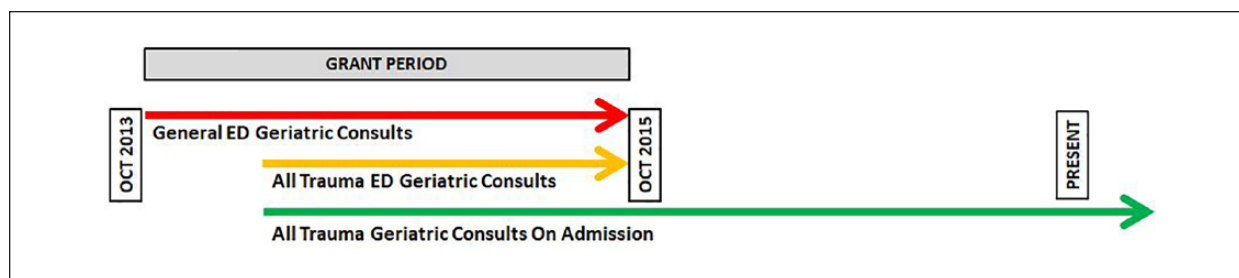 GRANT PERIOD
OCT 2013
General ED Geriatric Consults
OCT 2015
PRESENT
All Trauma ED Geriatric Consults
All Trauma Geriatric Consults On Admission